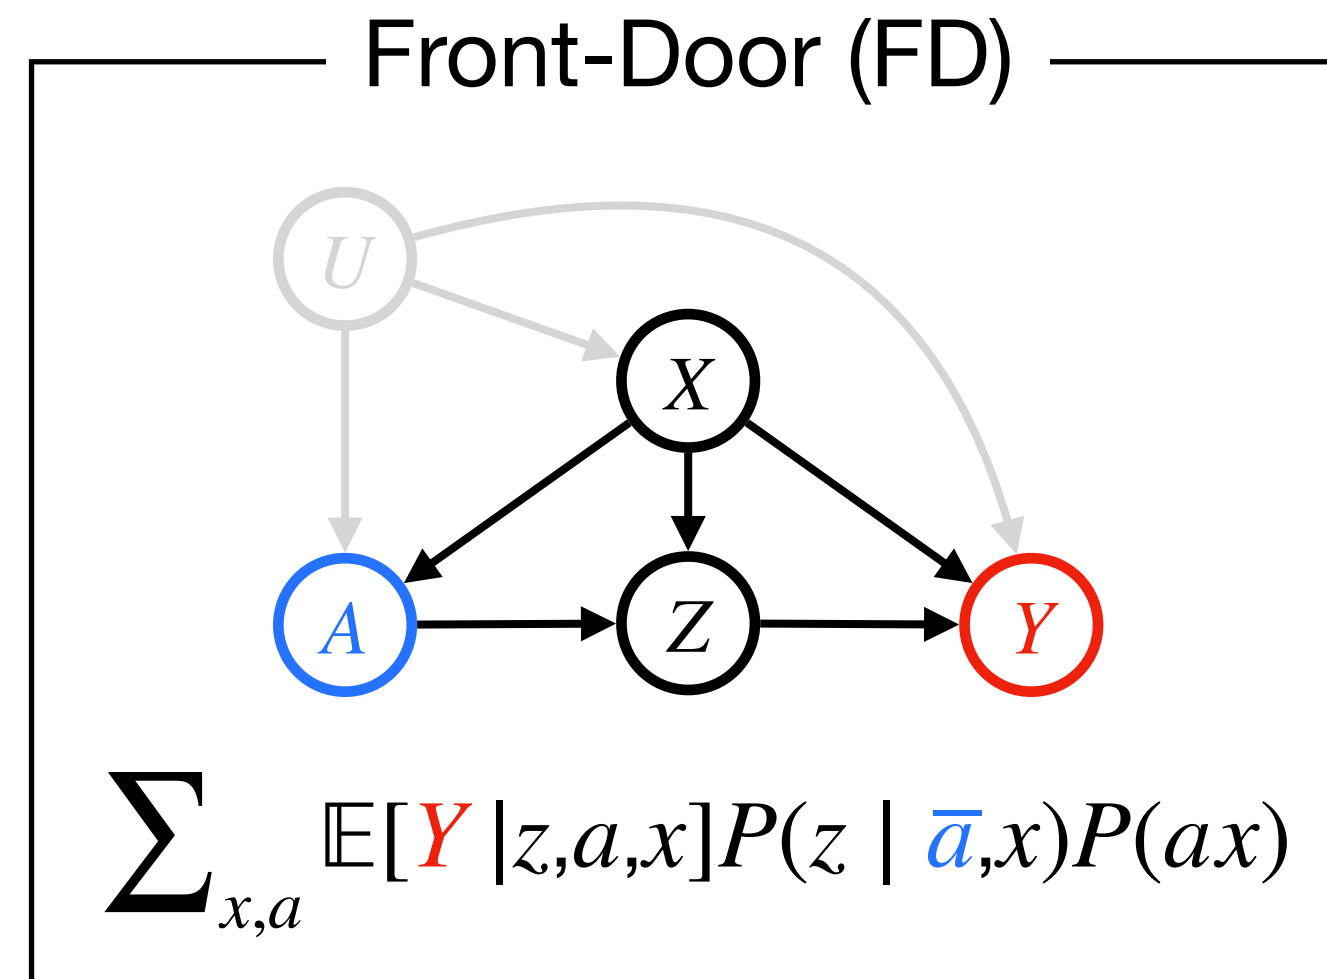 Front-Door (FD)
U
X
A
Z
Y
∑x,a 𝔼[Y |z,a,x]P(z | a̅,x)P(ax)